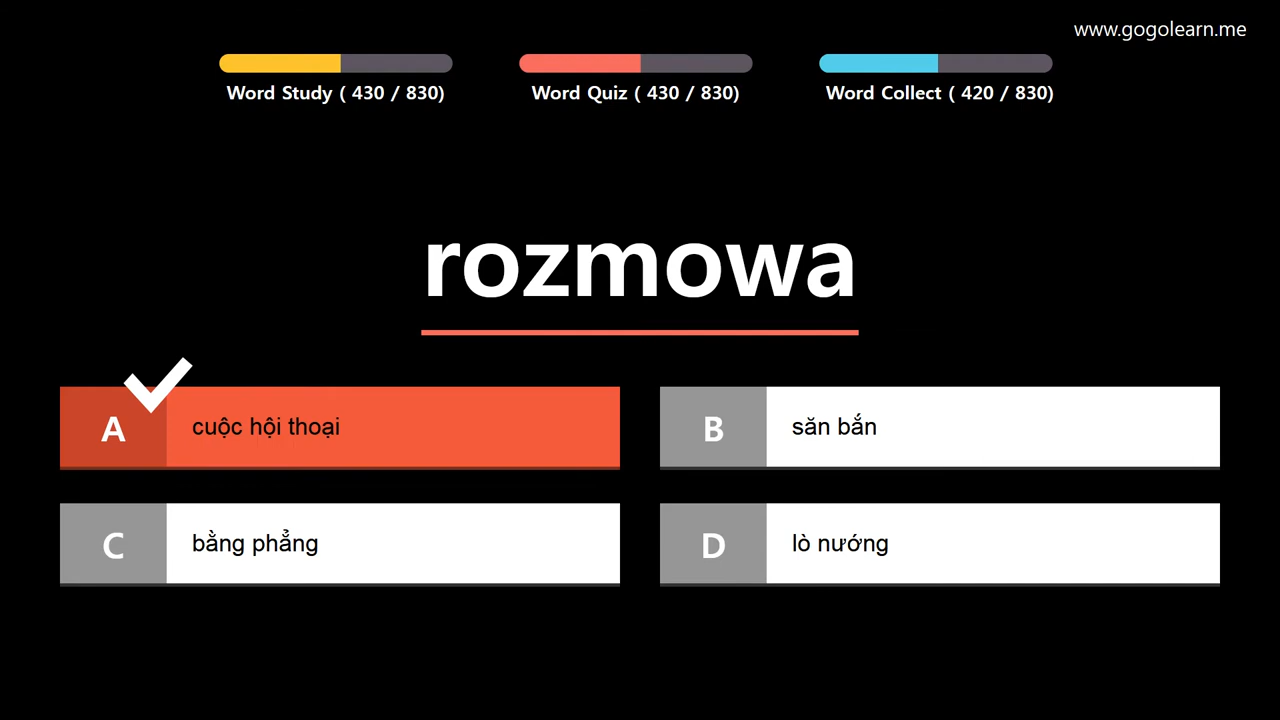 www.gogolearn.me
Word Study ( 430 / 830)
Word Quiz ( 430 / 830)
Word Collect ( 420 / 830)
rozmowa
A cuộc hội thoại
B săn bắn
C bằng phẳng
D lò nướng